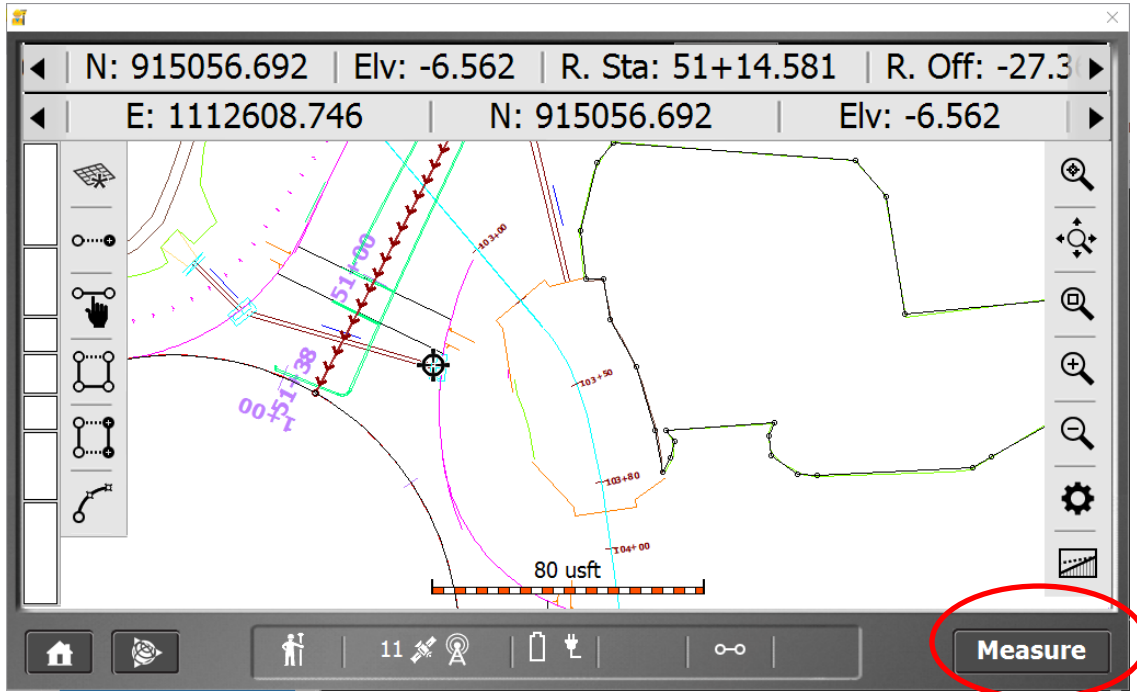 N: 915056.692 Elv: -6.562 R. Sta: 51+14.581 R. Off: -27.3
E: 1112608.746 N: 915056.692 Elv: -6.562
103+00
51+00
103+50
51+38
1+00
103+80
104+00
80 usft
11
Measure